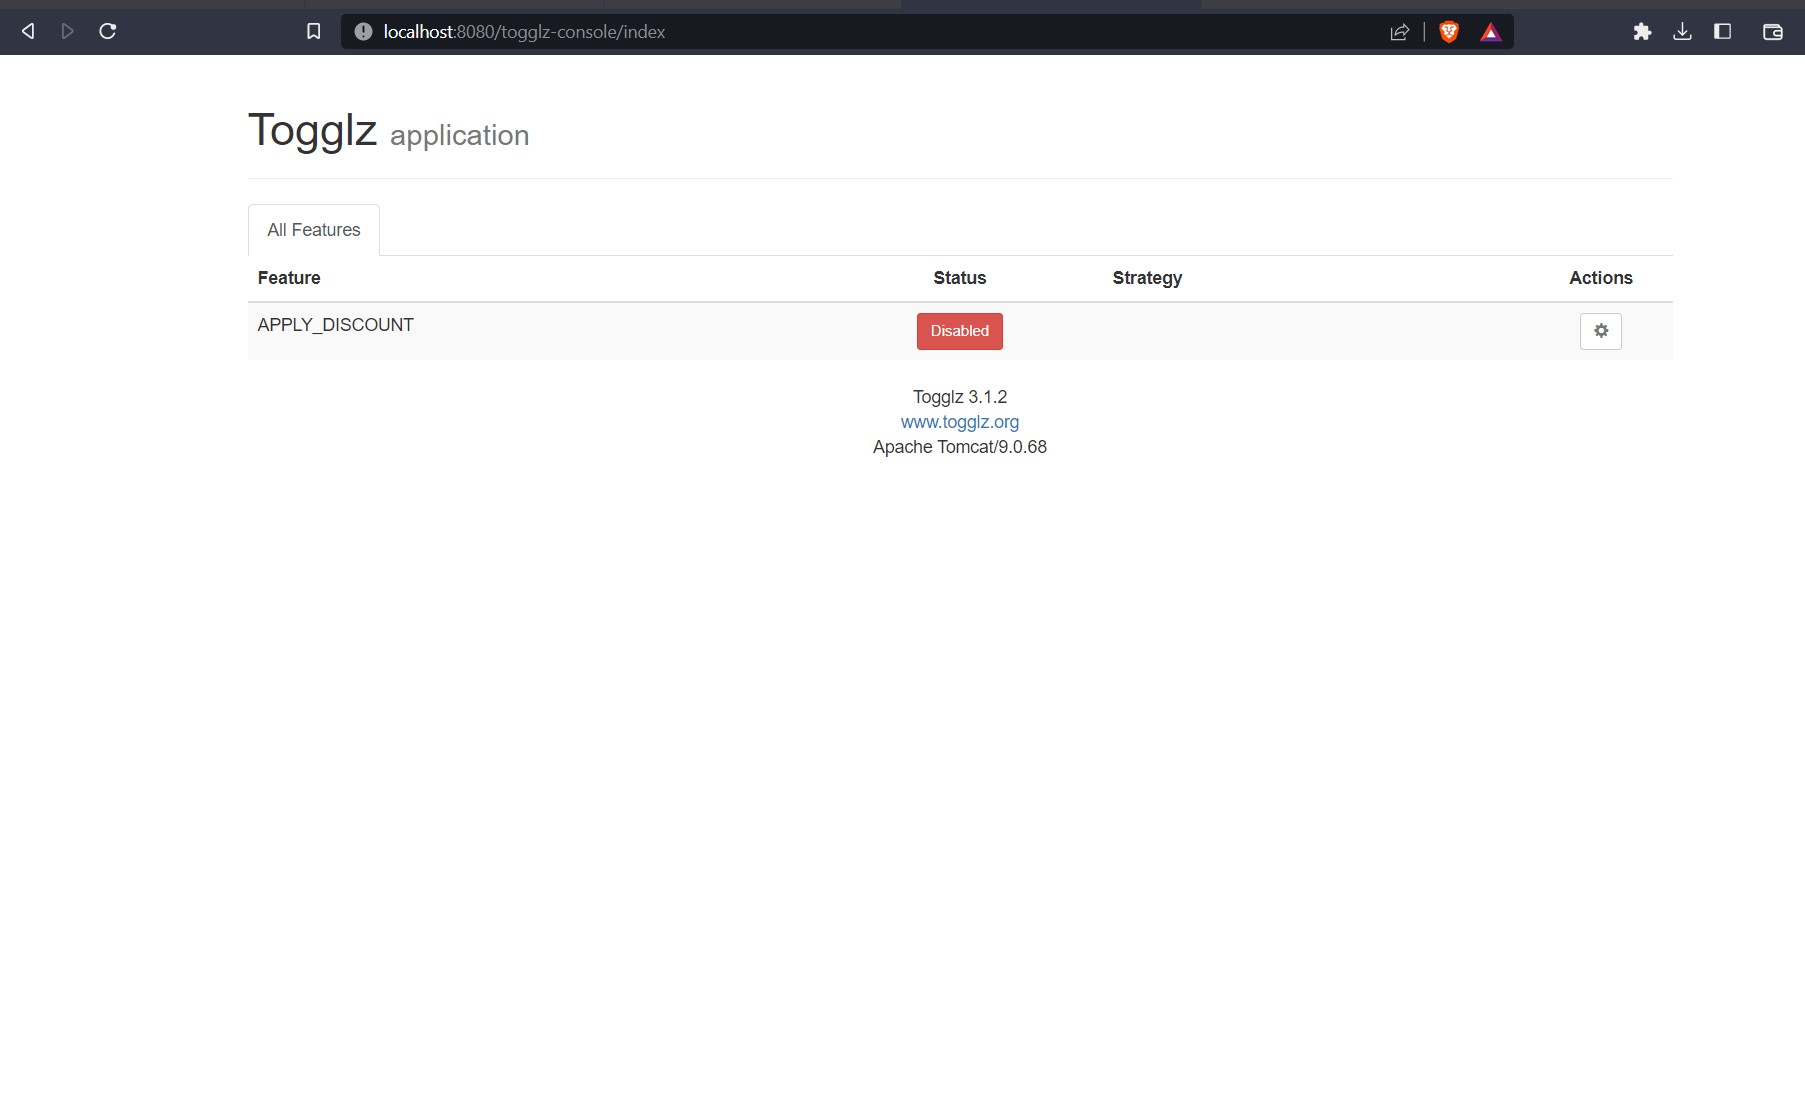 localhost:8080/togglz-console/index
Togglz application
All Features
Feature Status Strategy Actions
APPLY_DISCOUNT Disabled
Togglz 3.1.2
www.togglz.org
Apache Tomcat/9.0.68